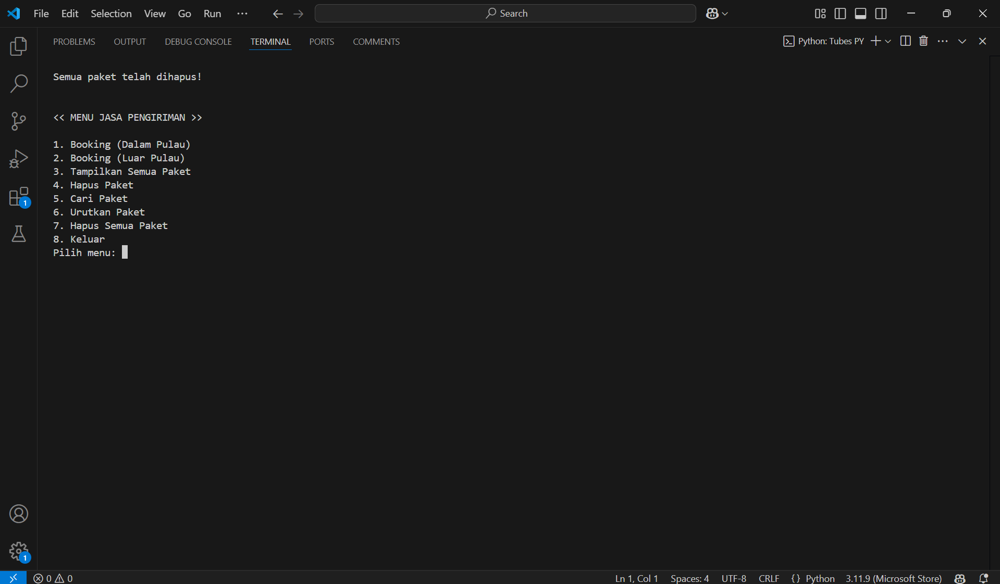 File Edit Selection View Go Run ··· Search
PROBLEMS OUTPUT DEBUG CONSOLE TERMINAL PORTS COMMENTS Python: Tubes PY
Semua paket telah dihapus!
<< MENU JASA PENGIRIMAN >>
1. Booking (Dalam Pulau)
2. Booking (Luar Pulau)
3. Tampilkan Semua Paket
4. Hapus Paket
5. Cari Paket
6. Urutkan Paket
7. Hapus Semua Paket
8. Keluar
Pilih menu:
1
1
0 0 Ln 1, Col 1 Spaces: 4 UTF-8 CRLF {} Python 3.11.9 (Microsoft Store)